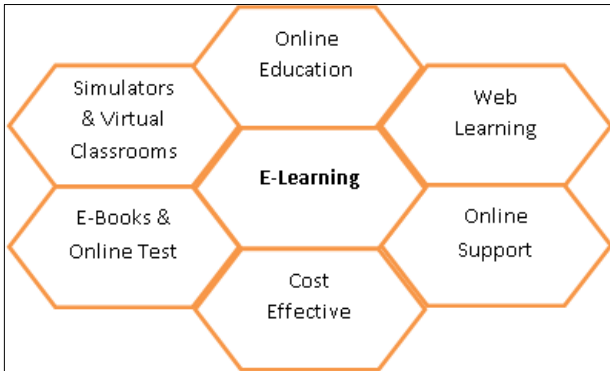 Online
Education
Simulators
& Virtual
Classrooms
Web
Learning
E-Learning
E-Books &
Online Test
Online
Support
Cost
Effective